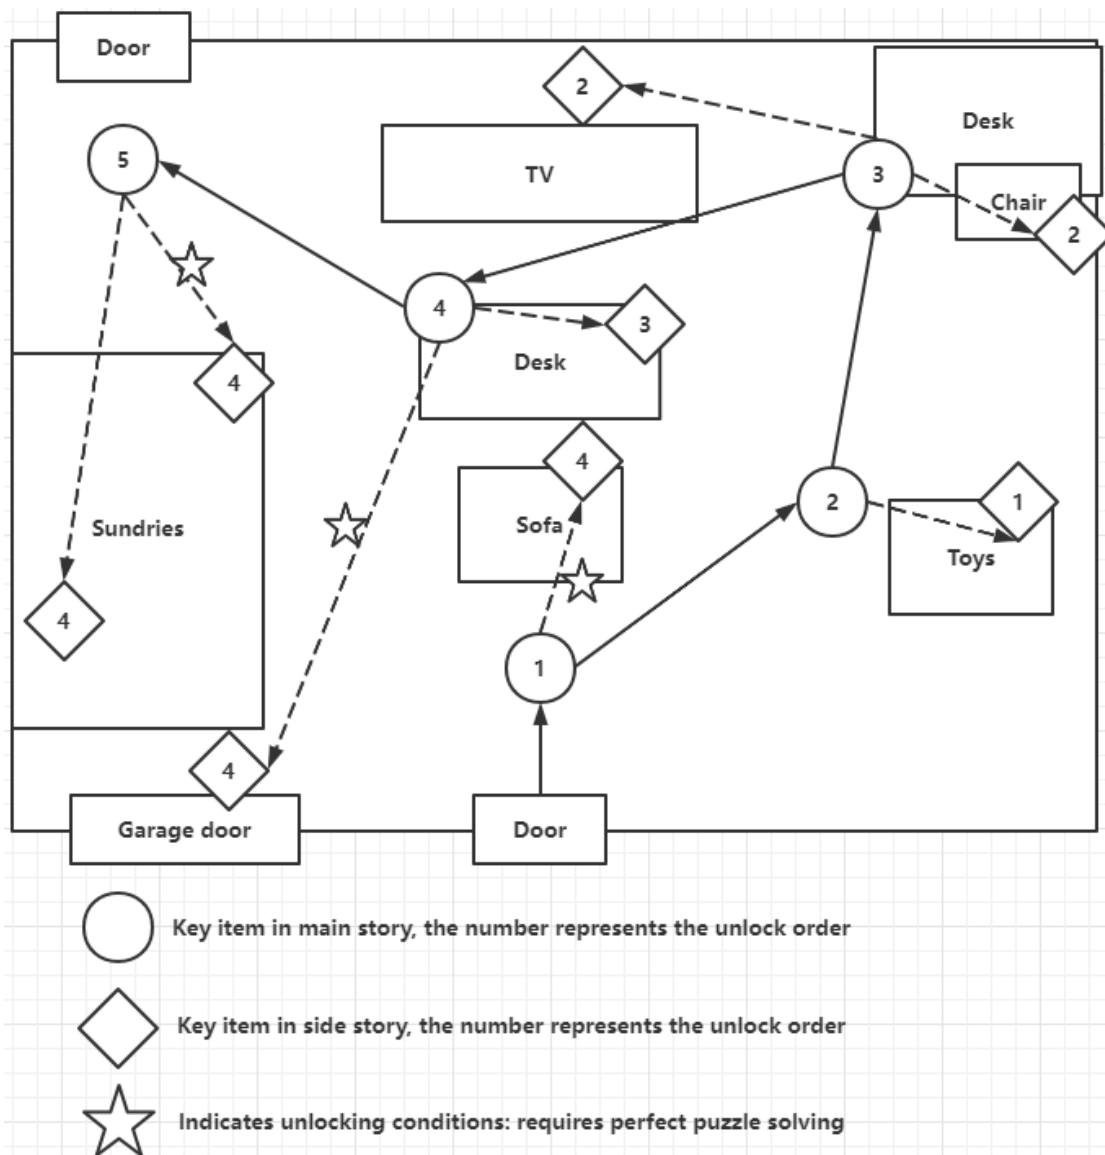 Door
2
Desk
5
TV
3
Chair
2
4
3
Desk
4
4
Sofa
2
1
Sundries
Toys
4
1
4
Garage door
Door
Key item in main story, the number represents the unlock order
Key item in side story, the number represents the unlock order
Indicates unlocking conditions: requires perfect puzzle solving